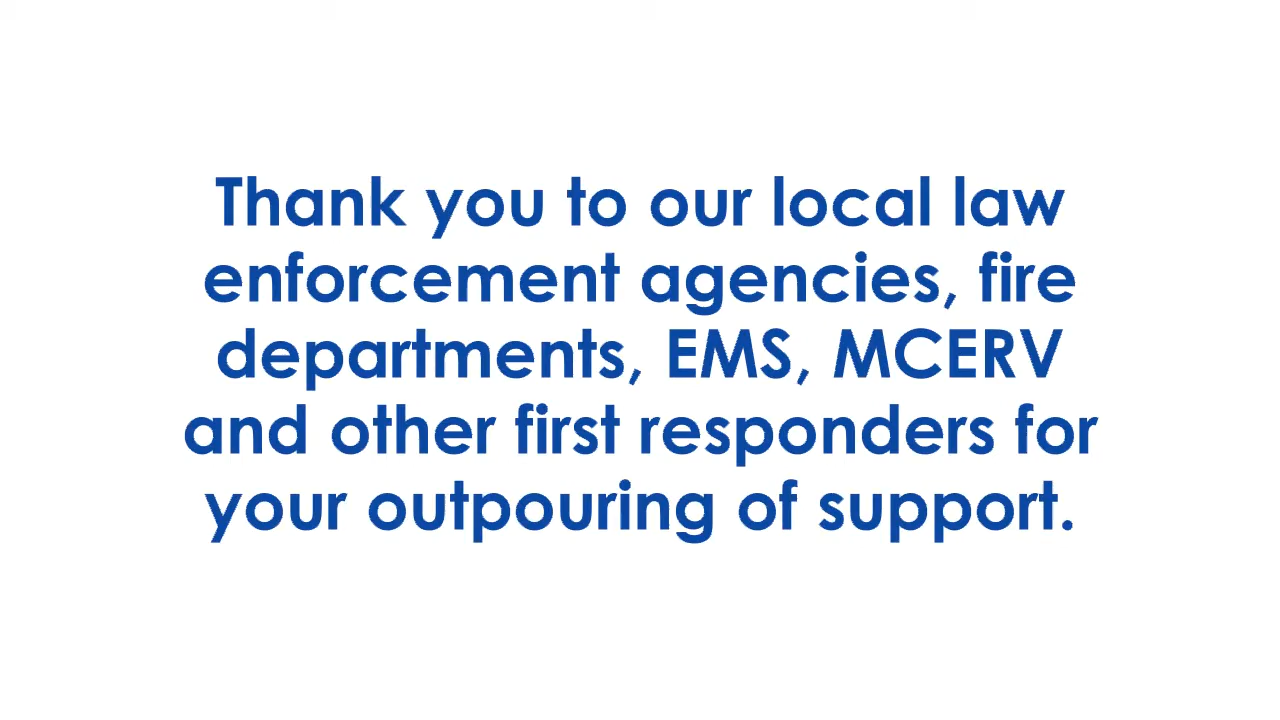 Thank you to our local law
enforcement agencies, fire
departments, EMS, MCERV
and other first responders for
your outpouring of support.